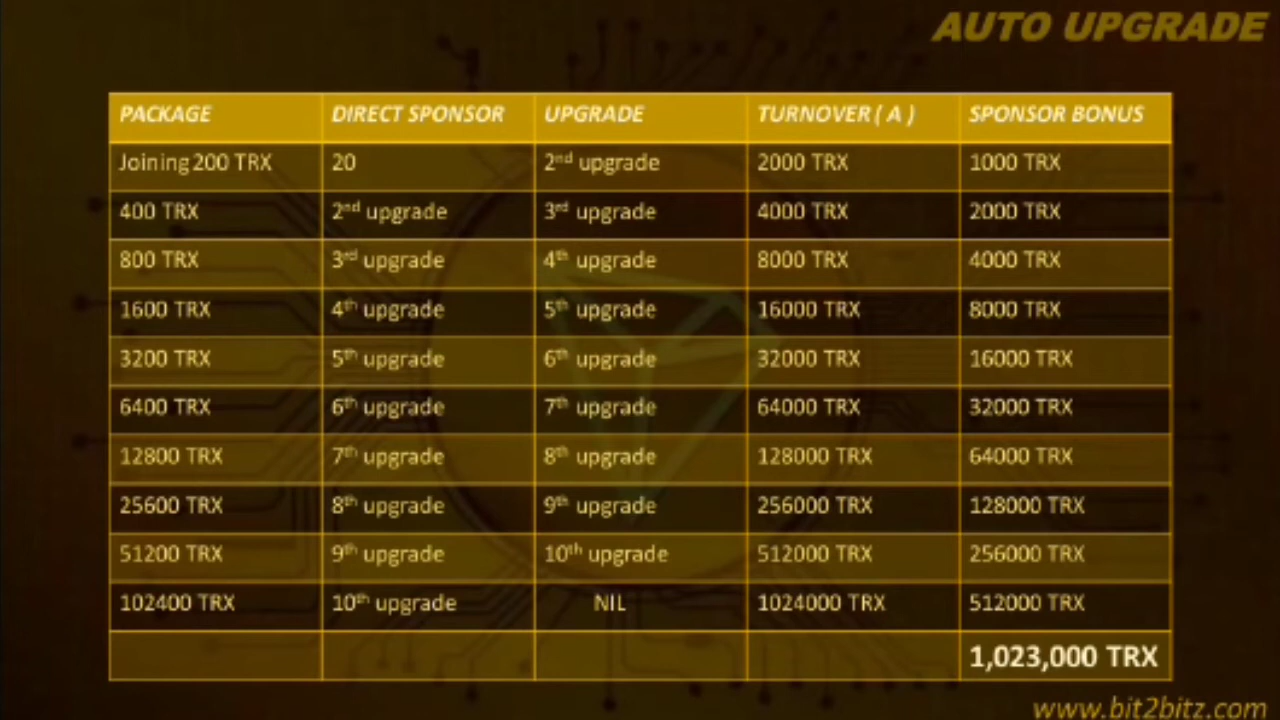 AUTO UPGRADE
PACKAGE DIRECT SPONSOR UPGRADE TURNOVER ( A ) SPONSOR BONUS
Joining 200 TRX 20 2nd upgrade 2000 TRX 1000 TRX
400 TRX 2nd upgrade 3rd upgrade 4000 TRX 2000 TRX
800 TRX 3rd upgrade 4th upgrade 8000 TRX 4000 TRX
1600 TRX 4th upgrade 5th upgrade 16000 TRX 8000 TRX
3200 TRX 5th upgrade 6th upgrade 32000 TRX 16000 TRX
6400 TRX 6th upgrade 7th upgrade 64000 TRX 32000 TRX
12800 TRX 7th upgrade 8th upgrade 128000 TRX 64000 TRX
25600 TRX 8th upgrade 9th upgrade 256000 TRX 128000 TRX
51200 TRX 9th upgrade 10th upgrade 512000 TRX 256000 TRX
102400 TRX 10th upgrade NIL 1024000 TRX 512000 TRX
1,023,000 TRX
www.bit2bitz.com